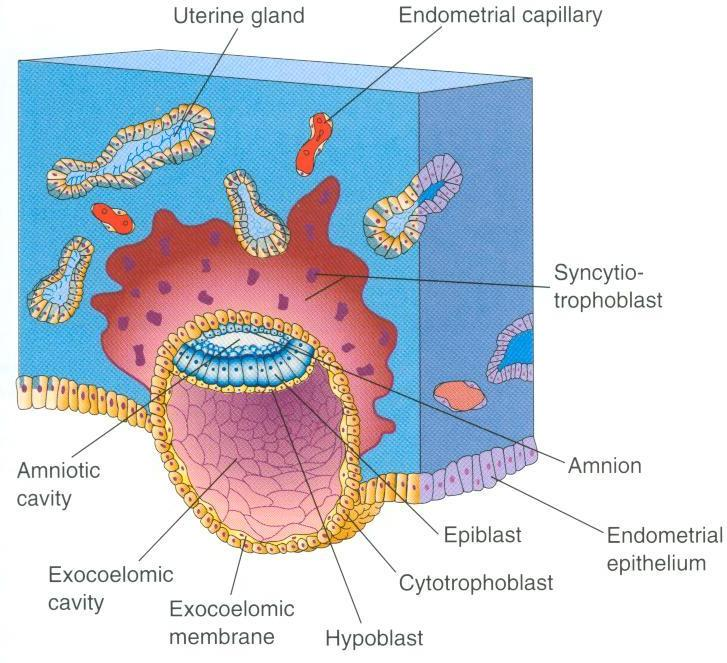 Uterine gland
Endometrial capillary
Syncytio-
trophoblast
Amniotic
cavity
Amnion
Epiblast
Endometrial
epithelium
Exocoelomic
cavity
Cytotrophoblast
Exocoelomic
membrane
Hypoblast